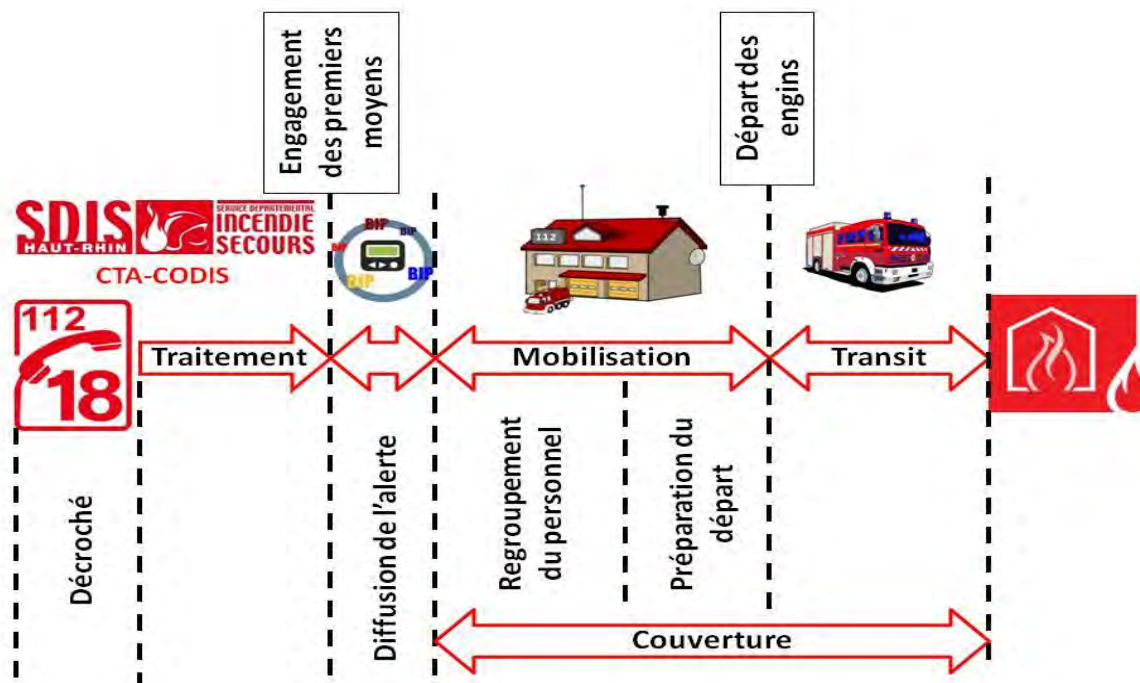 Engagement
des premiers
moyens
Départ des
engins
SDIS
HAUT-RHIN
SERVICE DEPARTEMENTAL
INCENDIE
SECOURS
CTA-CODIS
BIP
BIP
BIP
BIP
BIP
112
112
18
Traitement
Mobilisation
Transit
Décroché
Diffusion de l'alerte
Regroupement
du personnel
Préparation du
départ
Couverture